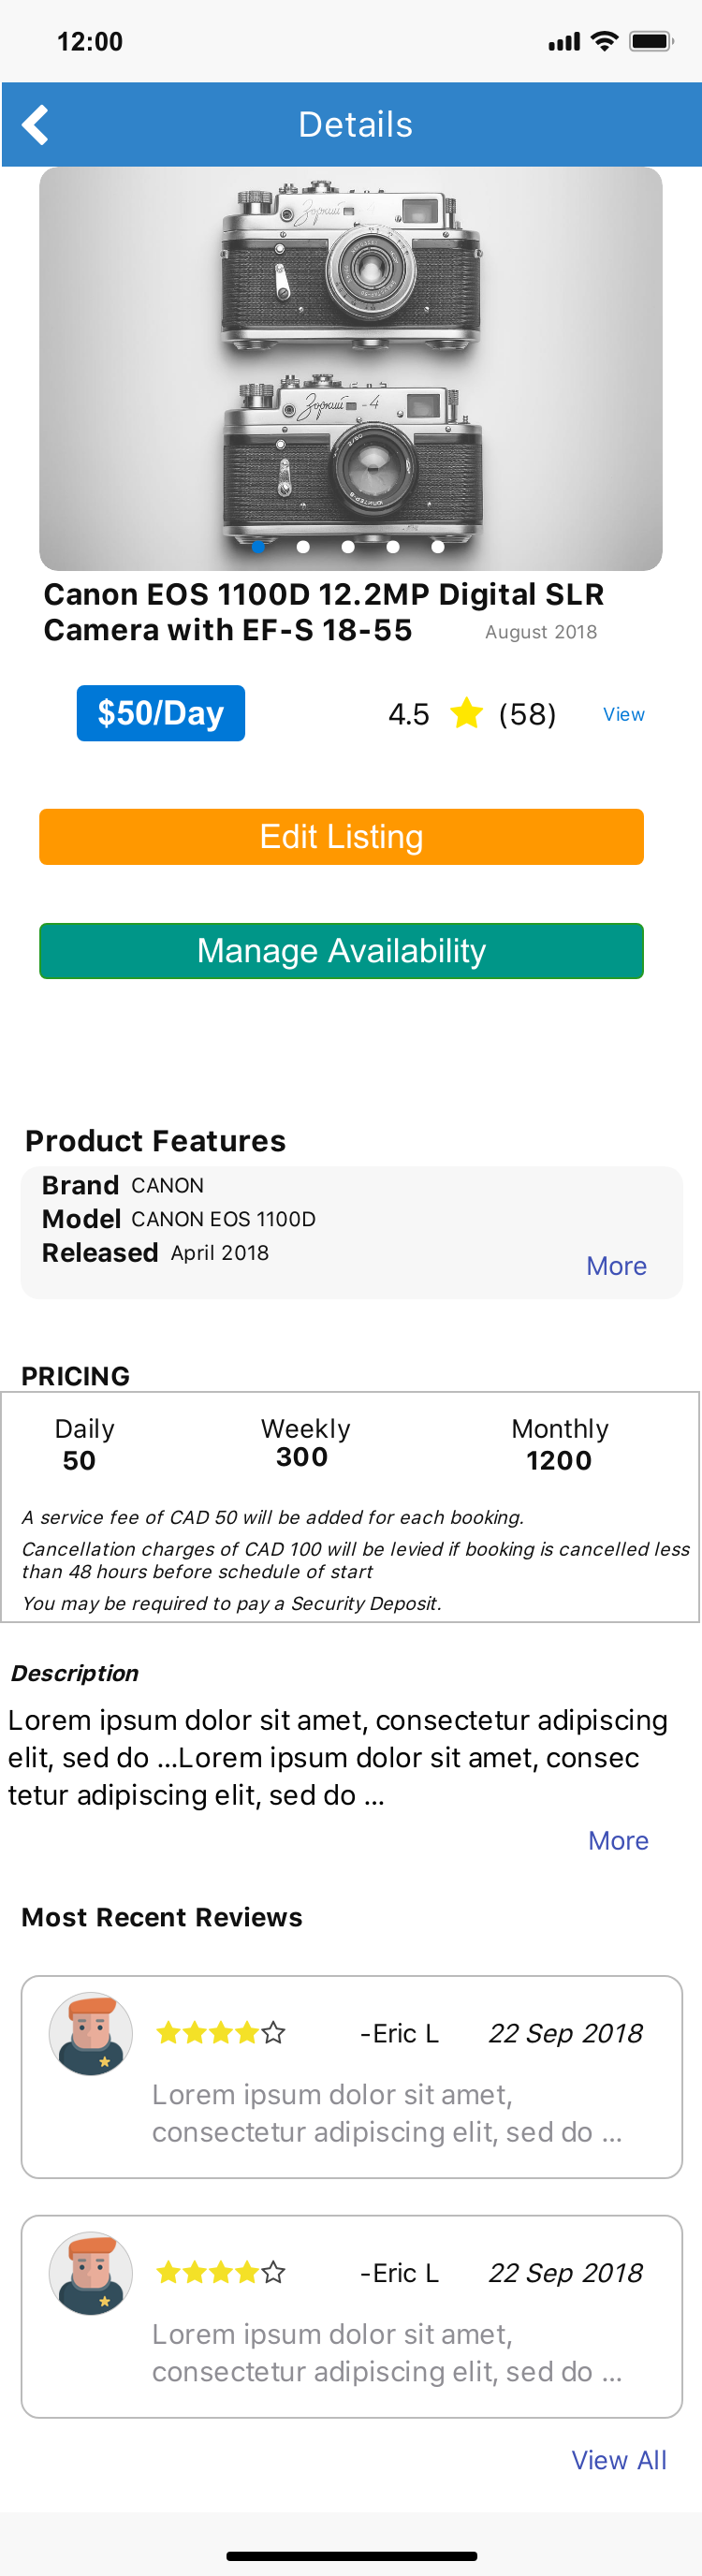 12:00
Details
Зоркий
Зоркий - 4
Canon EOS 1100D 12.2MP Digital SLR
Camera with EF-S 18-55
August 2018
$50/Day
4.5 (58) View
Edit Listing
Manage Availability
Product Features
Brand CANON
Model CANON EOS 1100D
Released April 2018
More
PRICING
Daily Weekly Monthly
50 300 1200
A service fee of CAD 50 will be added for each booking.
Cancellation charges of CAD 100 will be levied if booking is cancelled less
than 48 hours before schedule of start
You may be required to pay a Security Deposit.
Description
Lorem ipsum dolor sit amet, consectetur adipiscing
elit, sed do ...Lorem ipsum dolor sit amet, consec
tetur adipiscing elit, sed do ...
More
Most Recent Reviews
-Eric L 22 Sep 2018
Lorem ipsum dolor sit amet,
consectetur adipiscing elit, sed do ...
-Eric L 22 Sep 2018
Lorem ipsum dolor sit amet,
consectetur adipiscing elit, sed do ...
View All